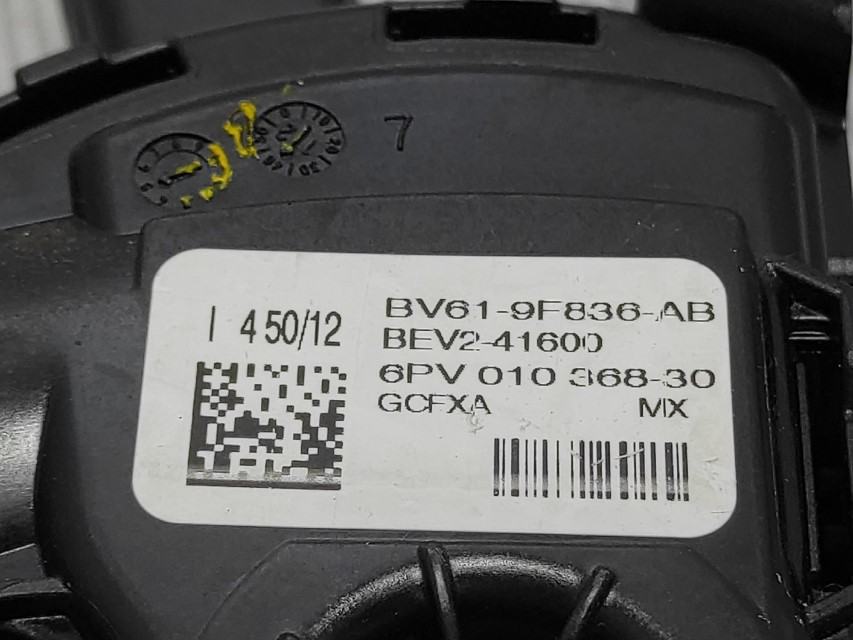 7
I 4 50/12
BV61-9F836-AB
BEV2-41600
6PV 010 368-30
GCFXA MX